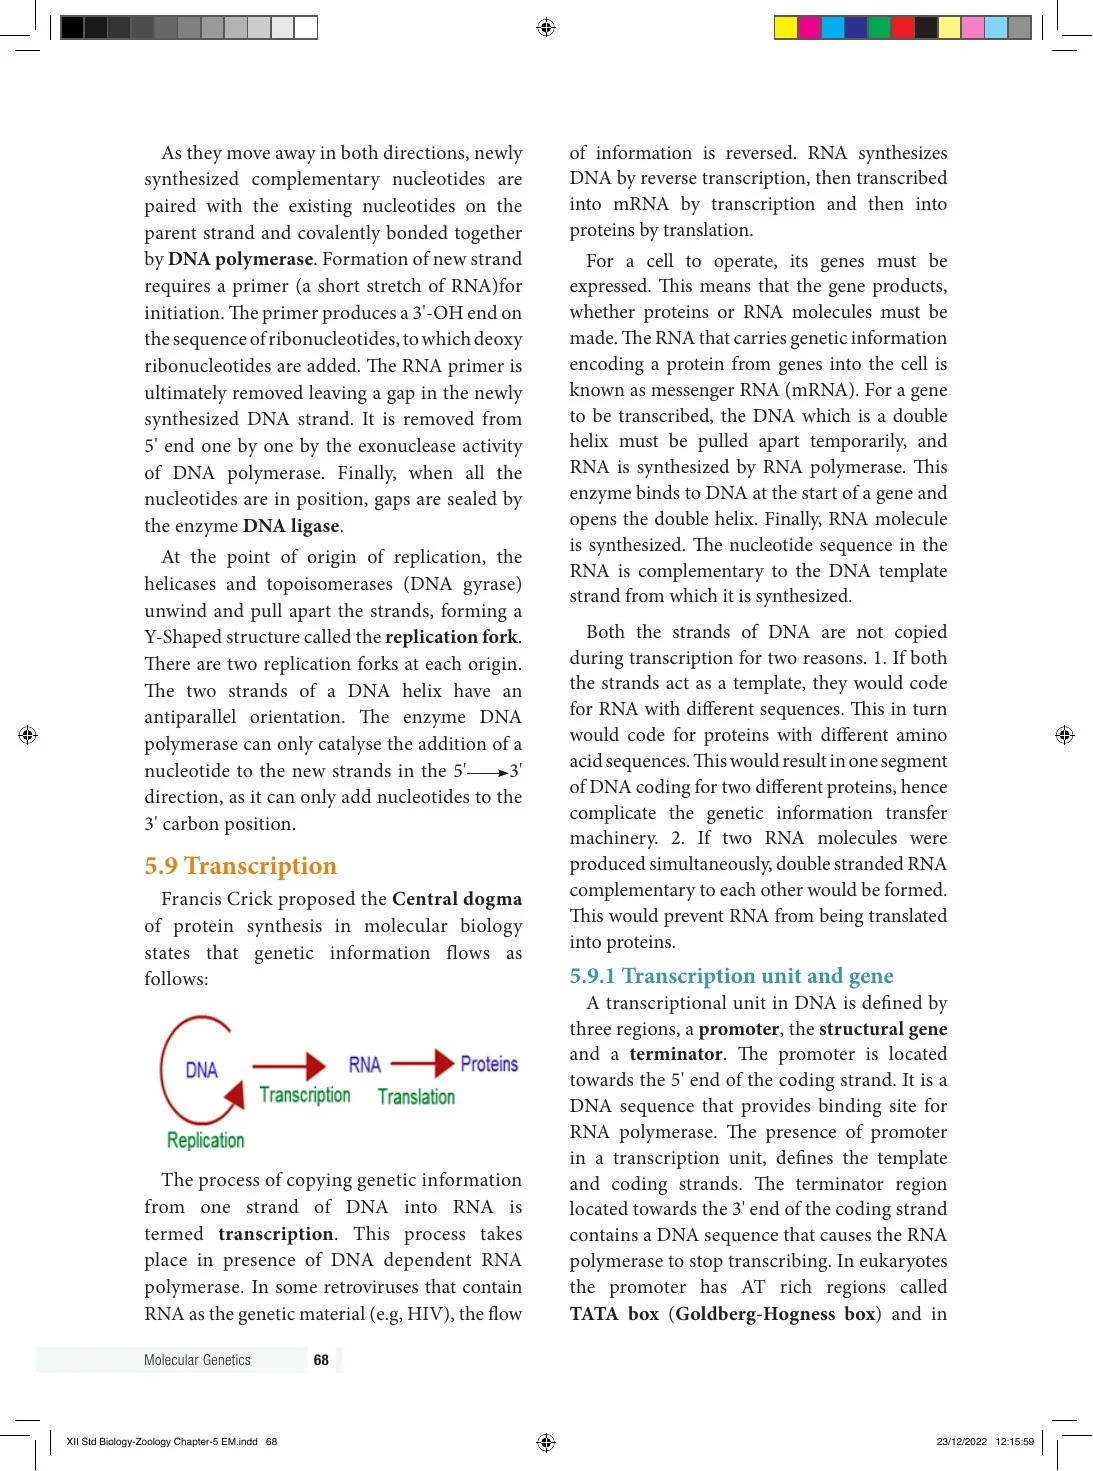 As they move away in both directions, newly
synthesized complementary nucleotides are
paired with the existing nucleotides on the
parent strand and covalently bonded together
by DNA polymerase. Formation of new strand
requires a primer (a short stretch of RNA)for
initiation. The primer produces a 3'-OH end on
the sequence of ribonucleotides, to which deoxy
ribonucleotides are added. The RNA primer is
ultimately removed leaving a gap in the newly
synthesized DNA strand. It is removed from
5' end one by one by the exonuclease activity
of DNA polymerase. Finally, when all the
nucleotides are in position, gaps are sealed by
the enzyme DNA ligase.
At the point of origin of replication, the
helicases and topoisomerases (DNA gyrase)
unwind and pull apart the strands, forming a
Y-Shaped structure called the replication fork.
There are two replication forks at each origin.
The two strands of a DNA helix have an
antiparallel orientation. The enzyme DNA
polymerase can only catalyse the addition of a
nucleotide to the new strands in the 5'⟶3'
direction, as it can only add nucleotides to the
3' carbon position.
5.9 Transcription
Francis Crick proposed the Central dogma
of protein synthesis in molecular biology
states that genetic information flows as
follows:
DNA RNA Proteins
Transcription Translation
Replication
The process of copying genetic information
from one strand of DNA into RNA is
termed transcription. This process takes
place in presence of DNA dependent RNA
polymerase. In some retroviruses that contain
RNA as the genetic material (e.g, HIV), the flow
of information is reversed. RNA synthesizes
DNA by reverse transcription, then transcribed
into mRNA by transcription and then into
proteins by translation.
For a cell to operate, its genes must be
expressed. This means that the gene products,
whether proteins or RNA molecules must be
made. The RNA that carries genetic information
encoding a protein from genes into the cell is
known as messenger RNA (mRNA). For a gene
to be transcribed, the DNA which is a double
helix must be pulled apart temporarily, and
RNA is synthesized by RNA polymerase. This
enzyme binds to DNA at the start of a gene and
opens the double helix. Finally, RNA molecule
is synthesized. The nucleotide sequence in the
RNA is complementary to the DNA template
strand from which it is synthesized.
Both the strands of DNA are not copied
during transcription for two reasons. 1. If both
the strands act as a template, they would code
for RNA with different sequences. This in turn
would code for proteins with different amino
acid sequences. This would result in one segment
of DNA coding for two different proteins, hence
complicate the genetic information transfer
machinery. 2. If two RNA molecules were
produced simultaneously, double stranded RNA
complementary to each other would be formed.
This would prevent RNA from being translated
into proteins.
5.9.1 Transcription unit and gene
A transcriptional unit in DNA is defined by
three regions, a promoter, the structural gene
and a terminator. The promoter is located
towards the 5' end of the coding strand. It is a
DNA sequence that provides binding site for
RNA polymerase. The presence of promoter
in a transcription unit, defines the template
and coding strands. The terminator region
located towards the 3' end of the coding strand
contains a DNA sequence that causes the RNA
polymerase to stop transcribing. In eukaryotes
the promoter has AT rich regions called
TATA box (Goldberg-Hogness box) and in
Molecular Genetics 68
XII Std Biology-Zoology Chapter-5 EM.indd 68 23/12/2022 12:15:59